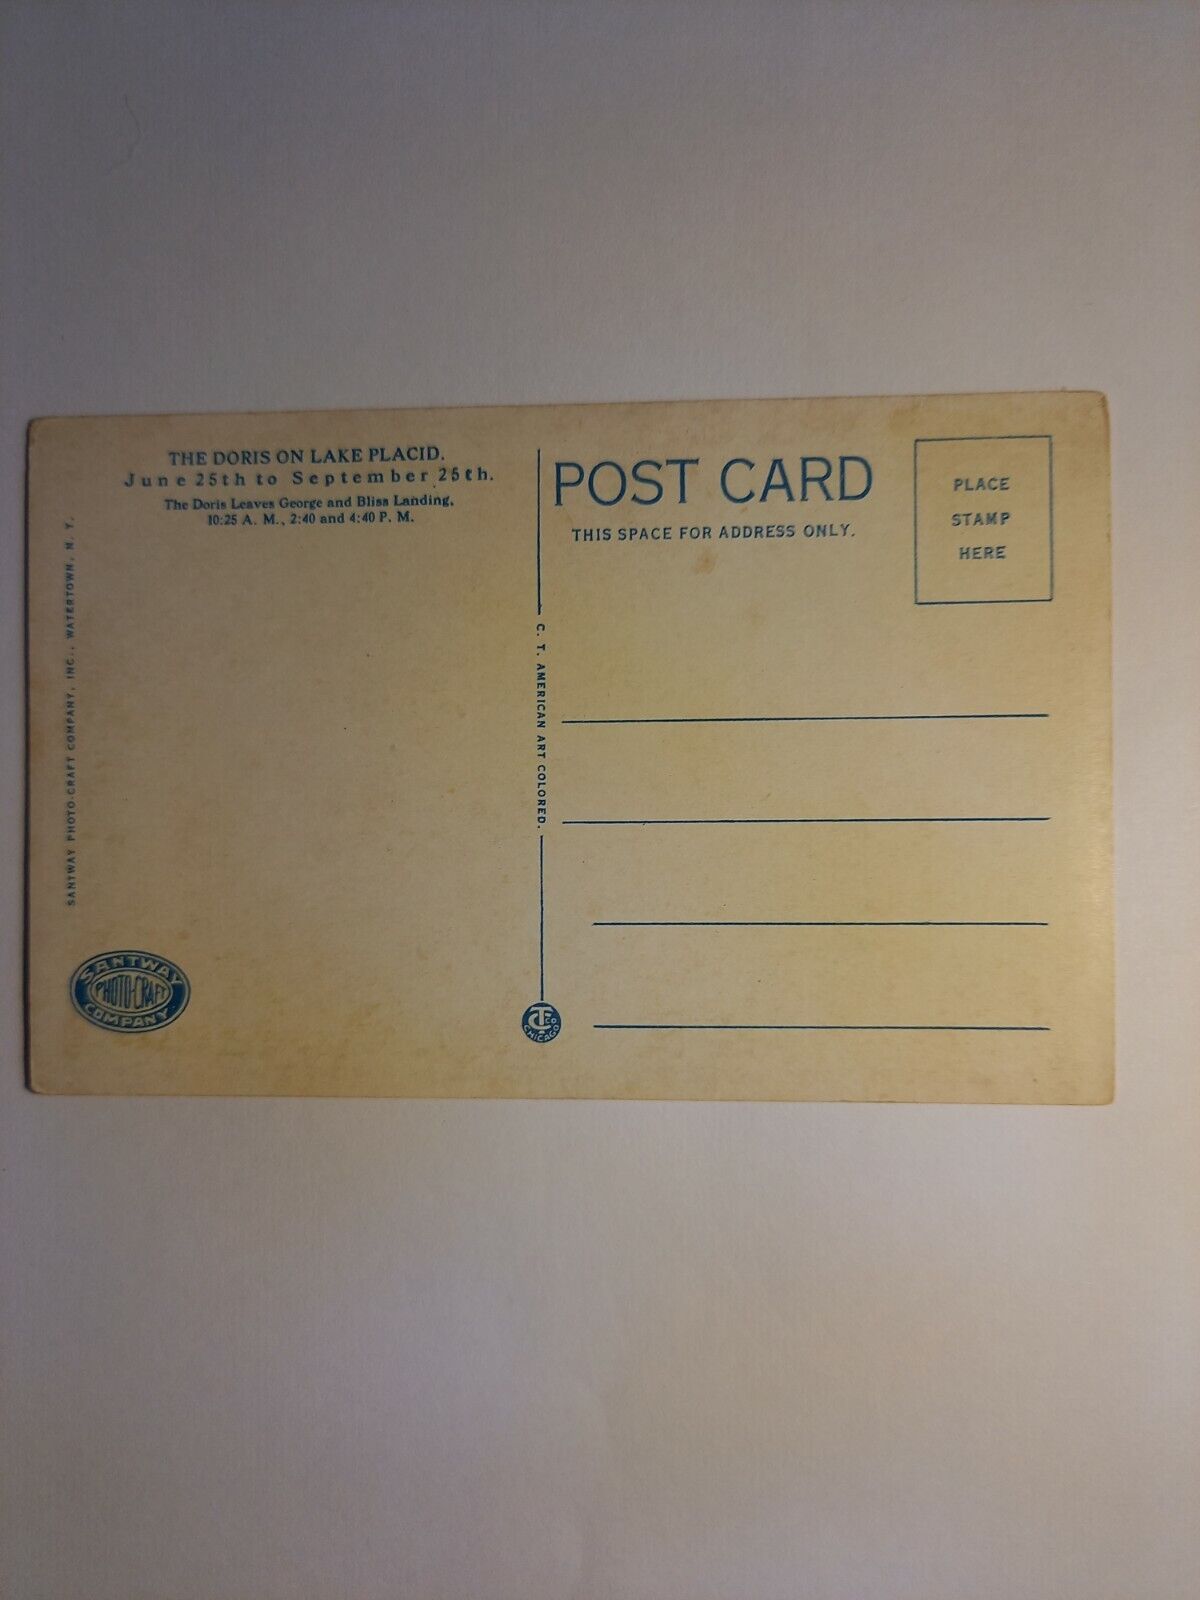 THE DORIS ON LAKE PLACID.
June 25th to September 25th.
The Doris Leaves George and Bliss Landing,
10:25 A. M., 2:40 and 4:40 P. M.
SANTWAY PHOTO-CRAFT COMPANY, INC., WATERTOWN, N. Y.
SANTWAY
PHOTO-CRAFT
COMPANY
C. T. AMERICAN ART COLORED.
CTCO
CHICAGO
POST CARD
THIS SPACE FOR ADDRESS ONLY.
PLACE
STAMP
HERE